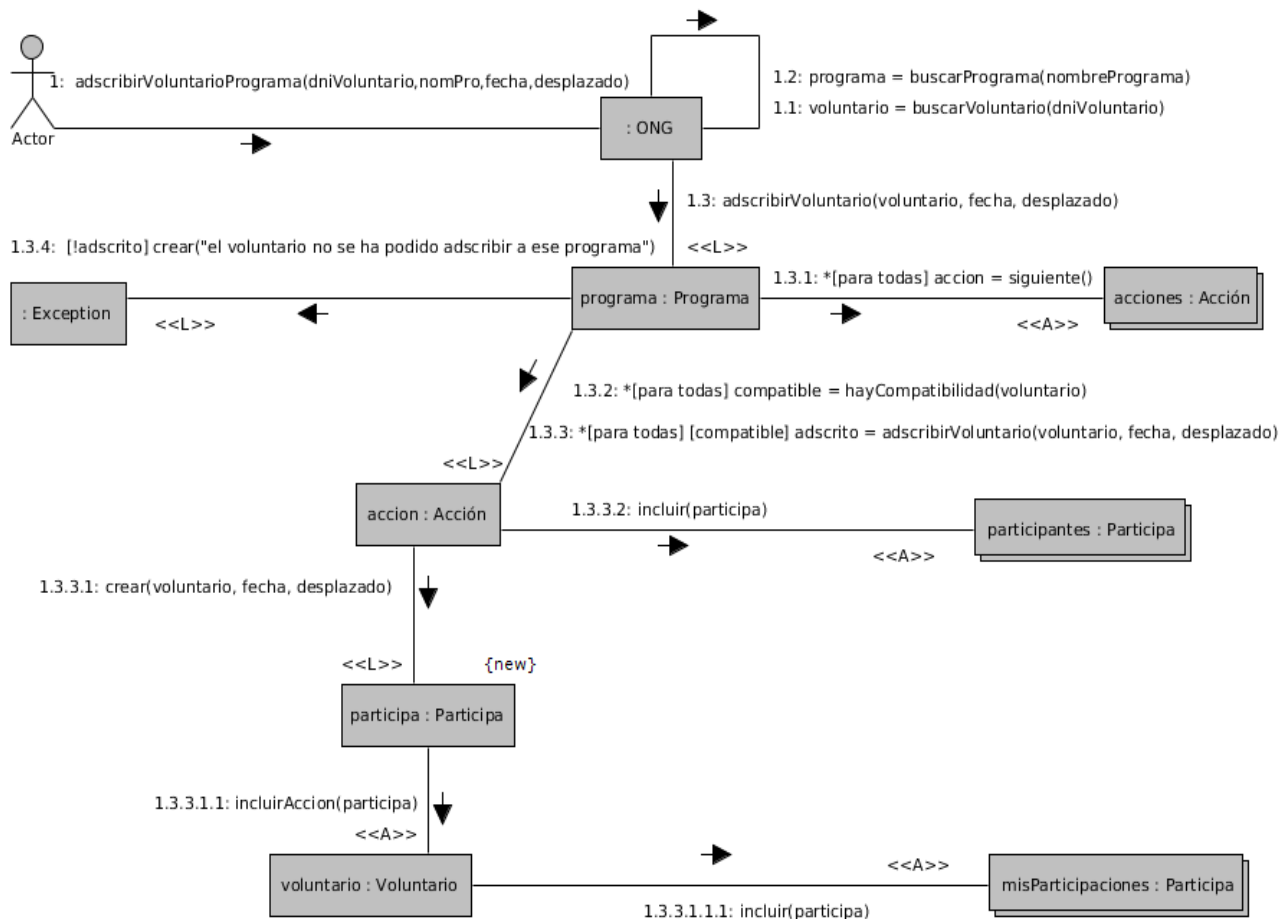 1: adscribirVoluntarioPrograma(dniVoluntario,nomPro,fecha,desplazado)
Actor
: ONG
1.2: programa = buscarPrograma(nombrePrograma)
1.1: voluntario = buscarVoluntario(dniVoluntario)
1.3: adscribirVoluntario(voluntario, fecha, desplazado)
1.3.4: [!adscrito] crear("el voluntario no se ha podido adscribir a ese programa")
<<L>>
: Exception
<<L>>
programa : Programa
1.3.1: *[para todas] accion = siguiente()
<<A>>
acciones : Acción
1.3.2: *[para todas] compatible = hayCompatibilidad(voluntario)
1.3.3: *[para todas] [compatible] adscrito = adscribirVoluntario(voluntario, fecha, desplazado)
<<L>>
accion : Acción
1.3.3.2: incluir(participa)
<<A>>
participantes : Participa
1.3.3.1: crear(voluntario, fecha, desplazado)
<<L>>
{new}
participa : Participa
1.3.3.1.1: incluirAccion(participa)
<<A>>
voluntario : Voluntario
<<A>>
misParticipaciones : Participa
1.3.3.1.1.1: incluir(participa)